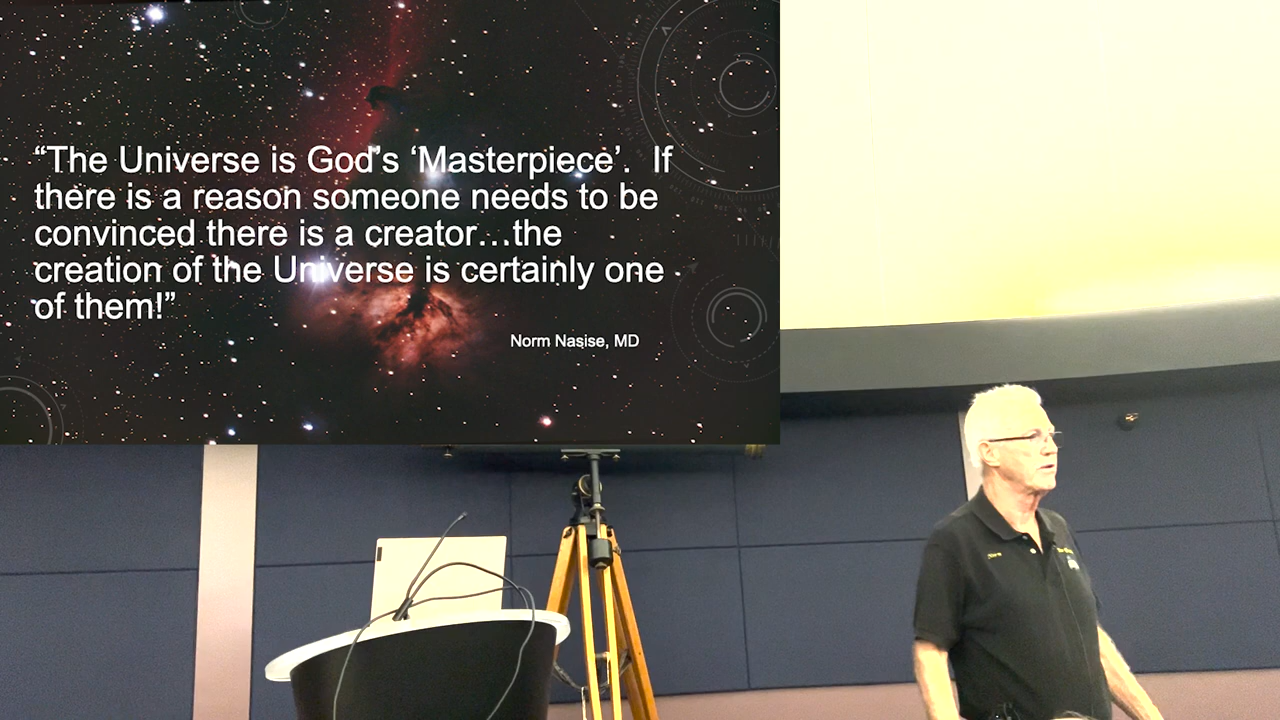 “The Universe is God’s ‘Masterpiece’.  If
there is a reason someone needs to be
convinced there is a creator…the
creation of the Universe is certainly one
of them!”
Norm Nasise, MD